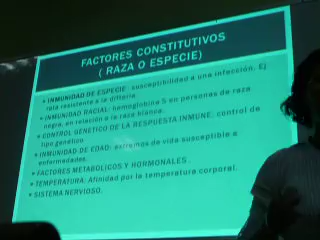 FACTORES CONSTITUTIVOS
( RAZA O ESPECIE)
• INMUNIDAD DE ESPECIE: susceptibilidad a una infección. Ej
rata resistente a la difteria
• INMUNIDAD RACIAL: hemoglobina S en personas de raza
negra, en relación a la raza blanca.
• CONTROL GENETICO DE LA RESPUESTA INMUNE: control de
tipo genético
• INMUNIDAD DE EDAD: extremos de vida susceptible a
enfermedades.
• FACTORES METABOLICOS Y HORMONALES
• TEMPERATURA: Afinidad por la temperatura corporal.
• SISTEMA NERVIOSO.